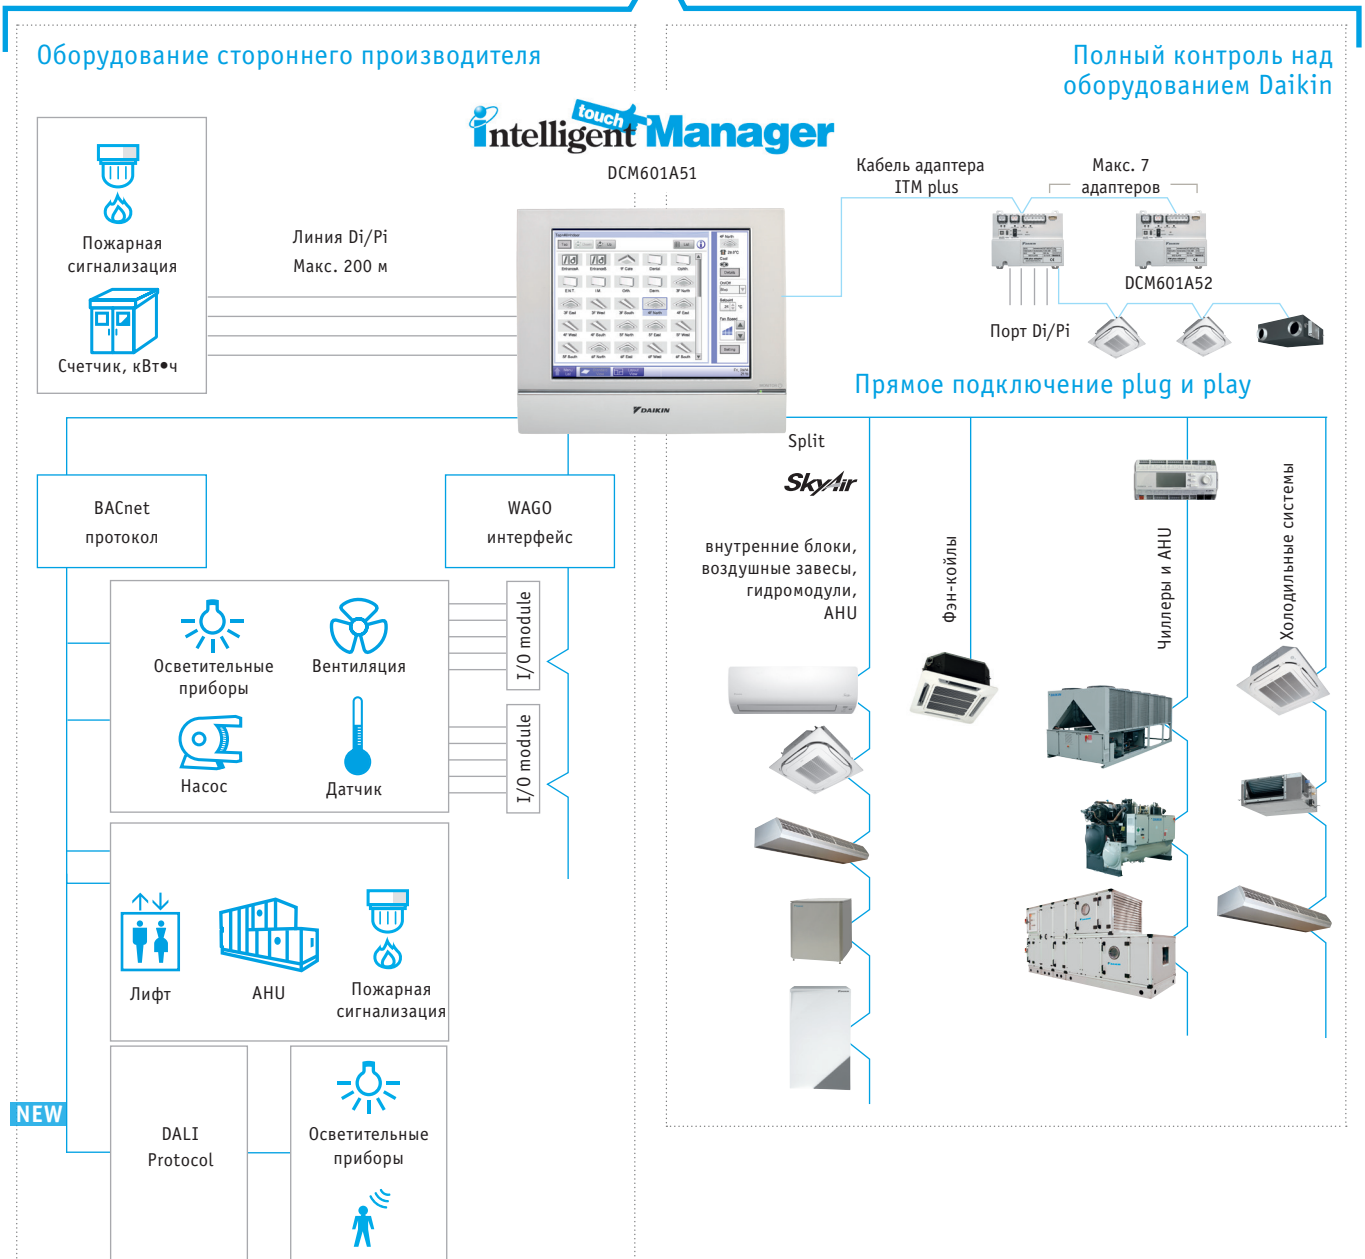 Оборудование стороннего производителя
Полный контроль над
оборудованием Daikin
intelligent touch Manager
DCM601A51
Пожарная
сигнализация
Счетчик, кВт•ч
Линия Di/Pi
Макс. 200 м
Кабель адаптера
ITM plus
Макс. 7
адаптеров
DCM601A52
Порт Di/Pi
DAIKIN
Прямое подключение plug и play
BACnet
протокол
WAGO
интерфейс
Split
SkyAir
внутренние блоки,
воздушные завесы,
гидромодули,
AHU
Фэн-койлы
Чиллеры и AHU
Холодильные системы
Осветительные
приборы
Вентиляция
Насос
Датчик
I/O module
I/O module
Лифт
AHU
Пожарная
сигнализация
NEW
DALI
Protocol
Осветительные
приборы